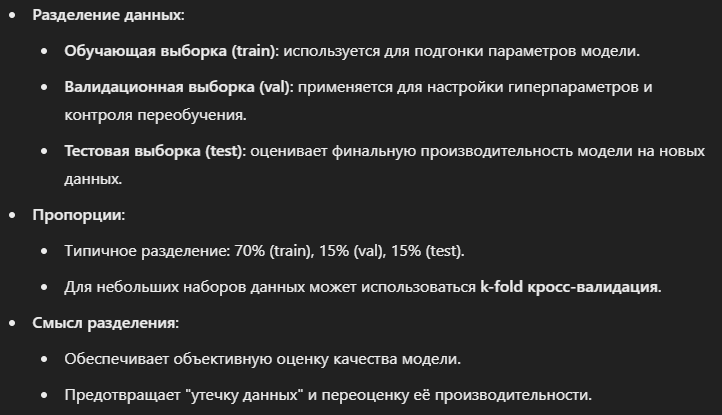 Разделение данных:
Обучающая выборка (train): используется для подгонки параметров модели.
Валидационная выборка (val): применяется для настройки гиперпараметров и
контроля переобучения.
Тестовая выборка (test): оценивает финальную производительность модели на новых
данных.
Пропорции:
Типичное разделение: 70% (train), 15% (val), 15% (test).
Для небольших наборов данных может использоваться k-fold кросс-валидация.
Смысл разделения:
Обеспечивает объективную оценку качества модели.
Предотвращает "утечку данных" и переоценку её производительности.